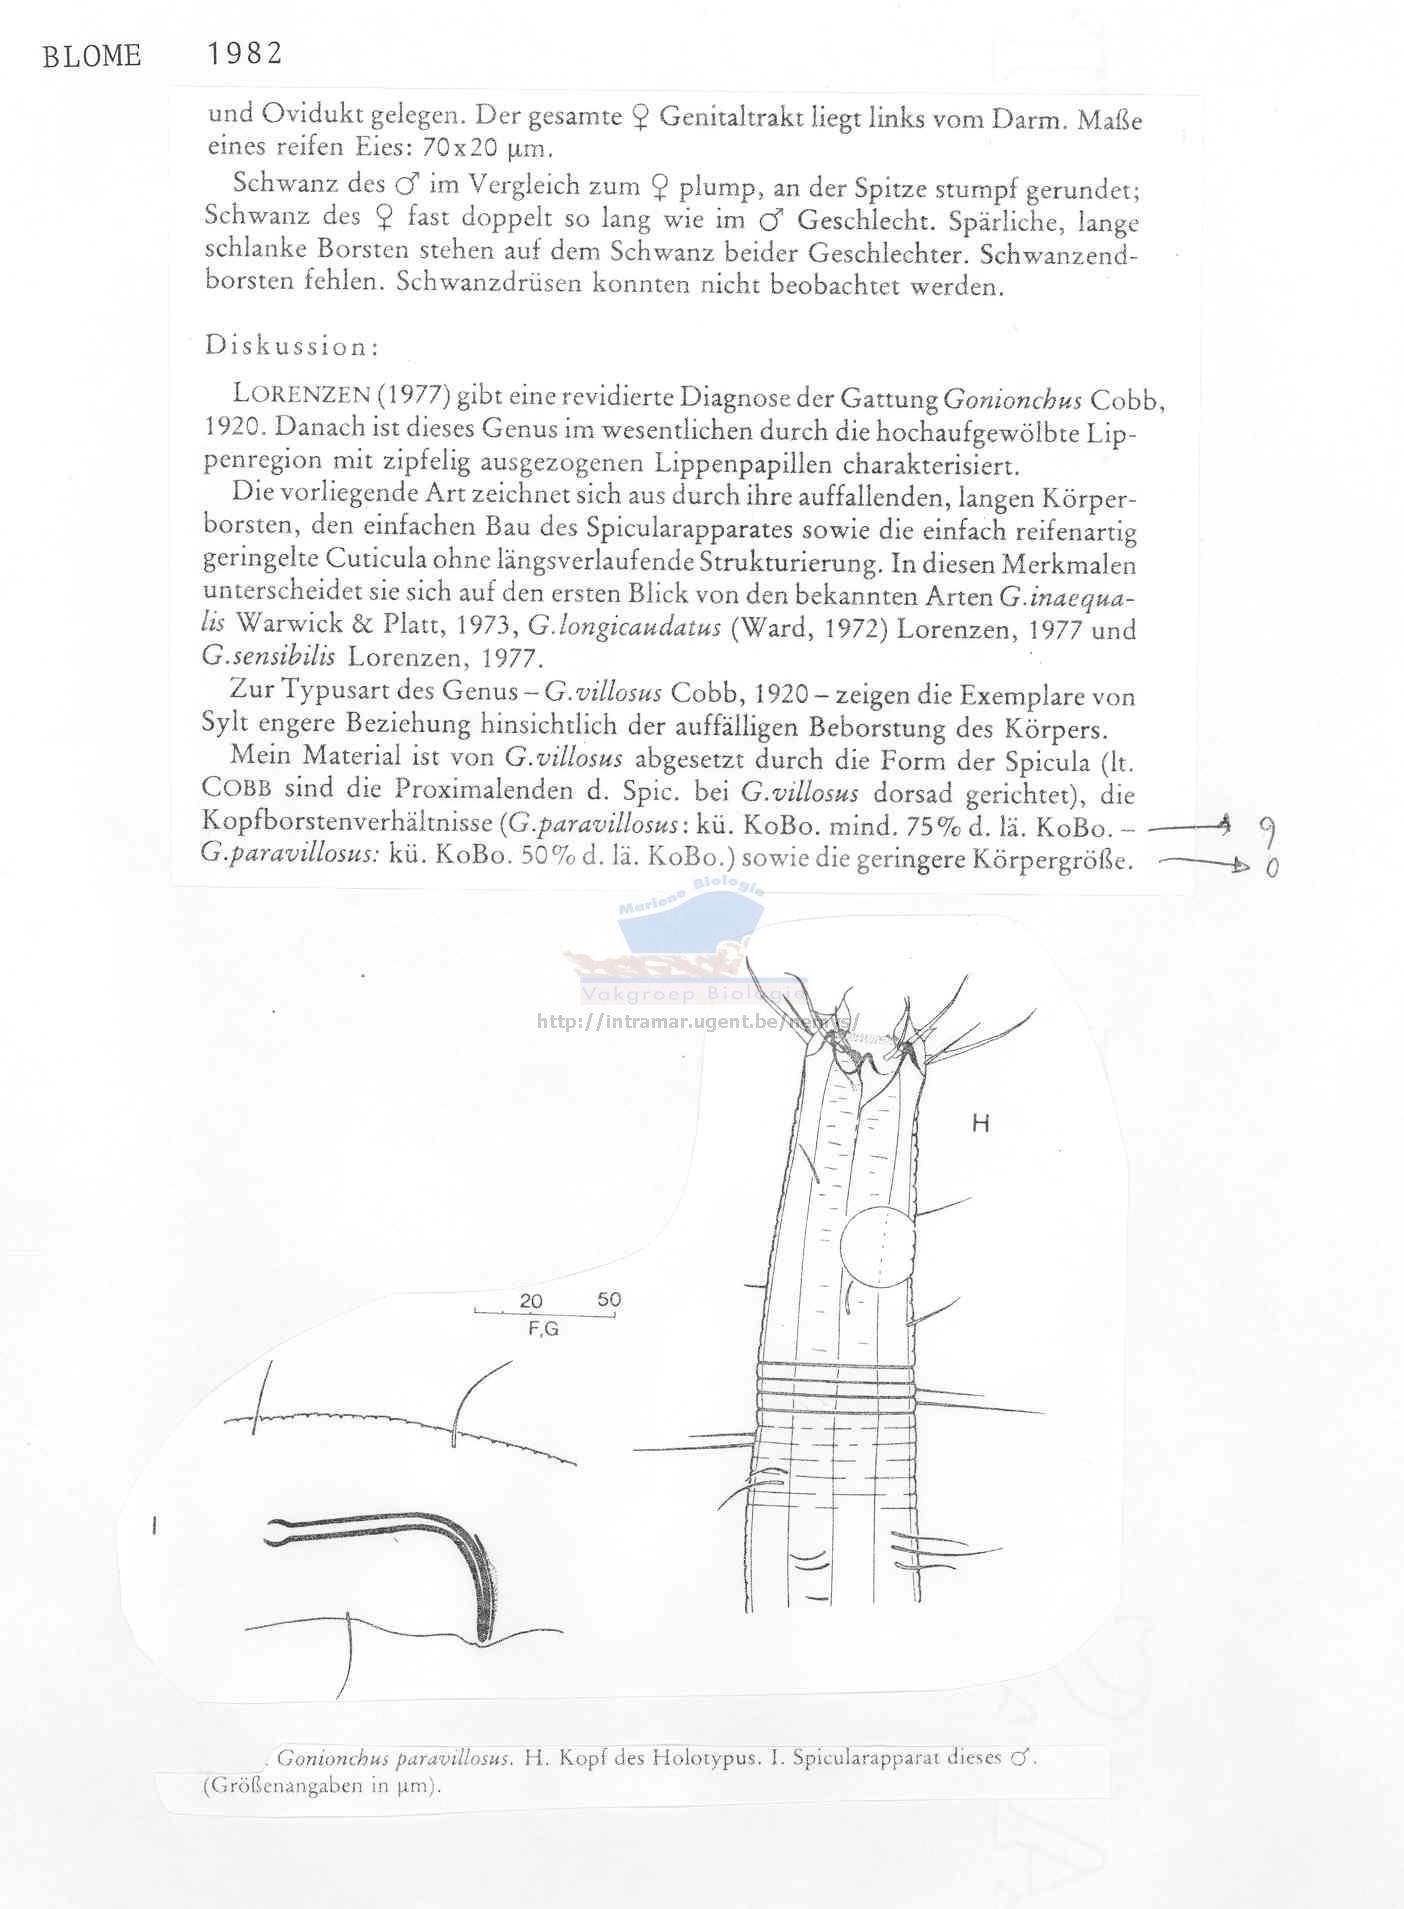 BLOME 1982
und Ovidukt gelegen. Der gesamte ♀ Genitaltrakt liegt links vom Darm. Maße
eines reifen Eies: 70x20 µm.
Schwanz des ♂ im Vergleich zum ♀ plump, an der Spitze stumpf gerundet;
Schwanz des ♀ fast doppelt so lang wie im ♂ Geschlecht. Spärliche, lange
schlanke Borsten stehen auf dem Schwanz beider Geschlechter. Schwanzend-
borsten fehlen. Schwanzdrüsen konnten nicht beobachtet werden.
Diskussion:
LORENZEN (1977) gibt eine revidierte Diagnose der Gattung Gonionchus Cobb,
1920. Danach ist dieses Genus im wesentlichen durch die hochaufgewölbte Lip-
penregion mit zipfelig ausgezogenen Lippenpapillen charakterisiert.
Die vorliegende Art zeichnet sich aus durch ihre auffallenden, langen Körper-
borsten, den einfachen Bau des Spicularapparates sowie die einfach reifenartig
geringelte Cuticula ohne längsverlaufende Strukturierung. In diesen Merkmalen
unterscheidet sie sich auf den ersten Blick von den bekannten Arten G.inaequa-
lis Warwick & Platt, 1973, G.longicaudatus (Ward, 1972) Lorenzen, 1977 und
G.sensibilis Lorenzen, 1977.
Zur Typusart des Genus – G.villosus Cobb, 1920 – zeigen die Exemplare von
Sylt engere Beziehung hinsichtlich der auffälligen Beborstung des Körpers.
Mein Material ist von G.villosus abgesetzt durch die Form der Spicula (lt.
COBB sind die Proximalenden d. Spic. bei G.villosus dorsad gerichtet), die
Kopfborstenverhältnisse (G.paravillosus: kü. KoBo. mind. 75% d. lä. KoBo. –
G.paravillosus: kü. KoBo. 50% d. lä. KoBo.) sowie die geringere Körpergröße.
Mariene Biologie
Vakgroep Biologie
http://intramar.ugent.be/nemys/
H
20 50
F,G
I
. Gonionchus paravillosus. H. Kopf des Holotypus. I. Spicularapparat dieses ♂.
(Größenangaben in µm).